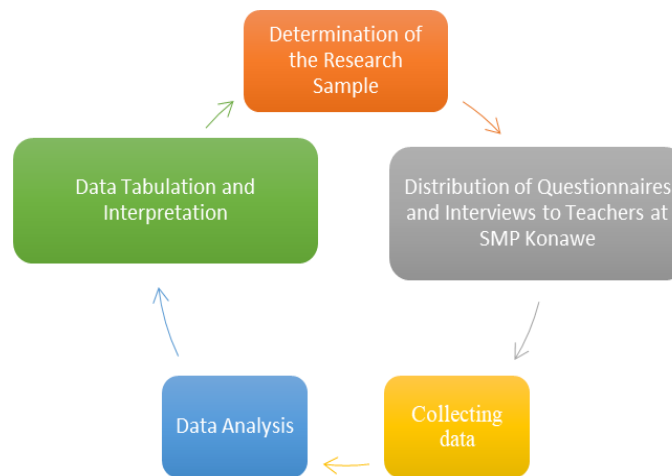 Determination of
the Research
Sample
Distribution of Questionnaires
and Interviews to Teachers at
SMP Konawe
Collecting
data
Data Analysis
Data Tabulation and
Interpretation